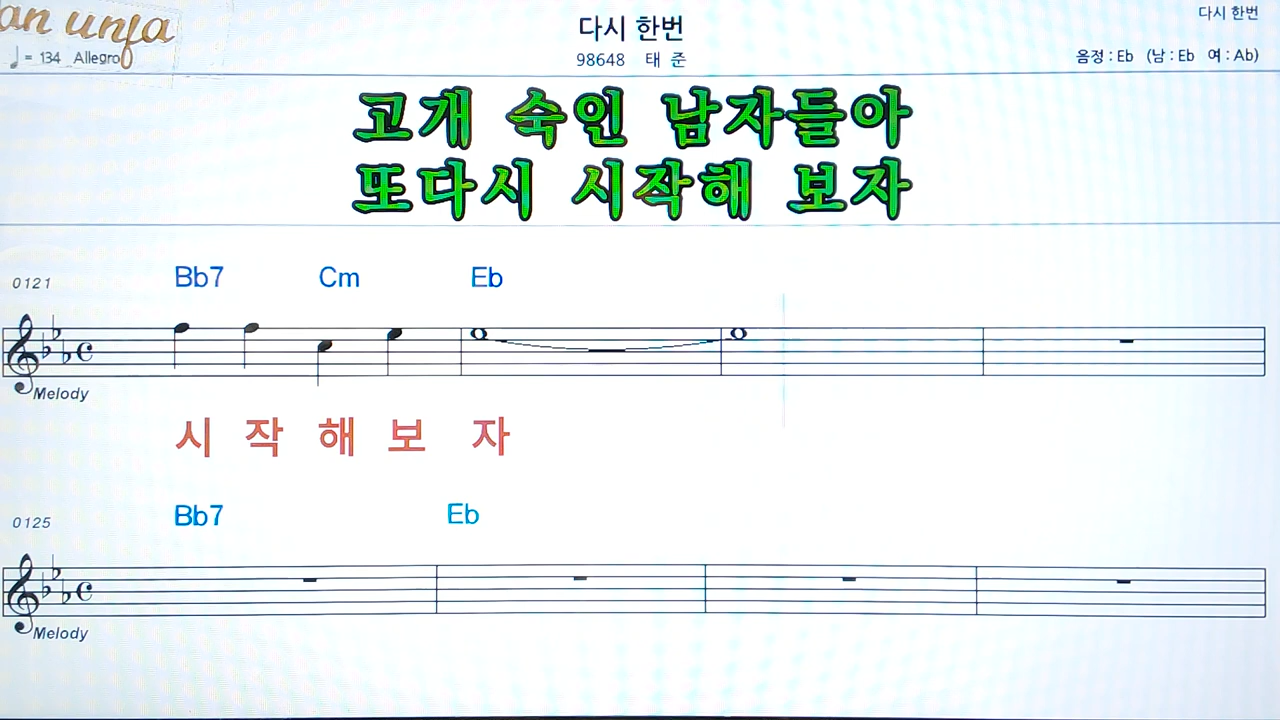 an unja
다시 한번
다시 한번
♩= 134 Allegro
98648 태 준
음정 : Eb (남 : Eb 여 : Ab)
고개 숙인 남자들아
또다시 시작해 보자
0121
Bb7 Cm Eb
Melody
시 작 해 보 자
0125
Bb7 Eb
Melody